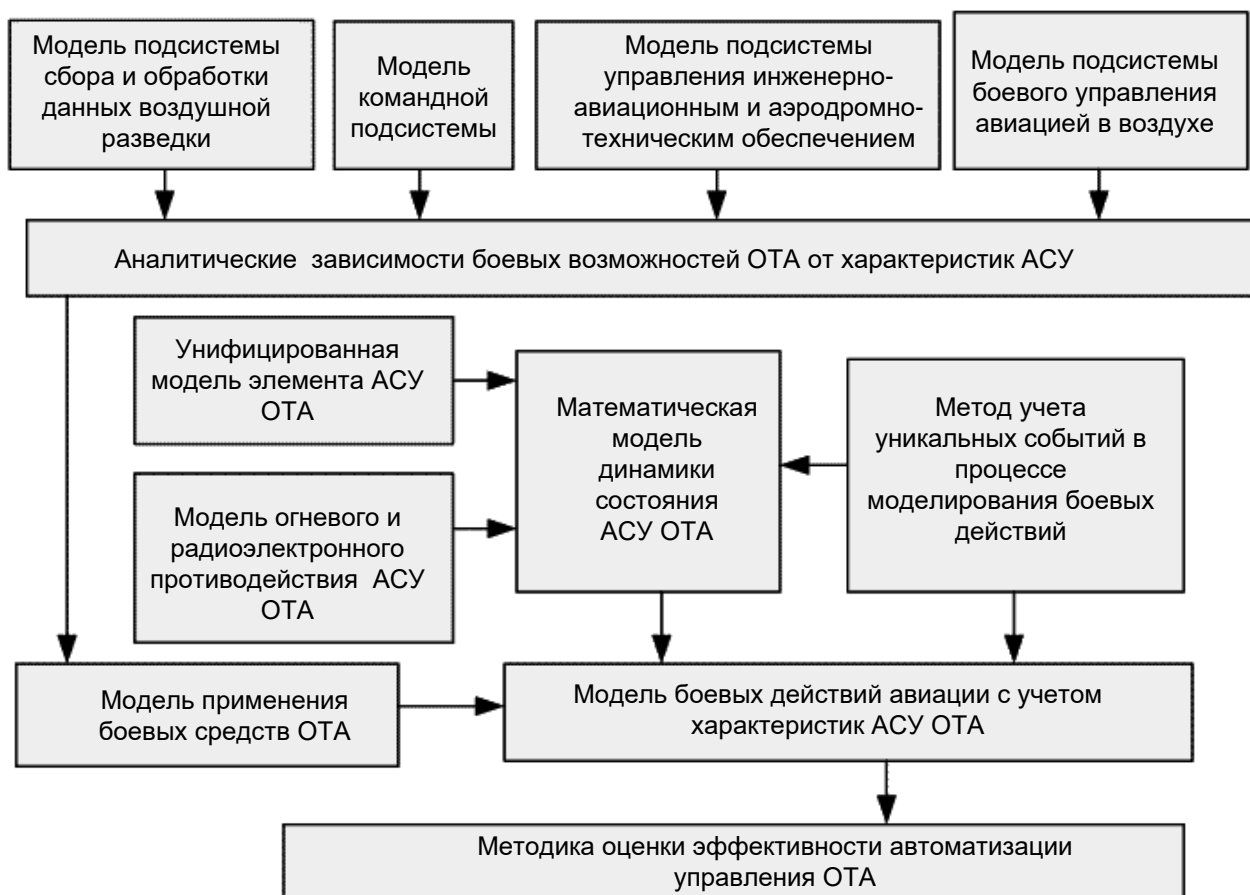 Модель подсистемы
сбора и обработки
данных воздушной
разведки
Модель
командной
подсистемы
Модель подсистемы
управления инженерно-
авиационным и аэродромно-
техническим обеспечением
Модель подсистемы
боевого управления
авиацией в воздухе
Аналитические зависимости боевых возможностей ОТА от характеристик АСУ
Унифицированная
модель элемента АСУ
ОТА
Математическая
модель
динамики
состояния
АСУ ОТА
Метод учета
уникальных событий в
процессе
моделирования боевых
действий
Модель огневого и
радиоэлектронного
противодействия АСУ
ОТА
Модель применения
боевых средств ОТА
Модель боевых действий авиации с учетом
характеристик АСУ ОТА
Методика оценки эффективности автоматизации
управления ОТА